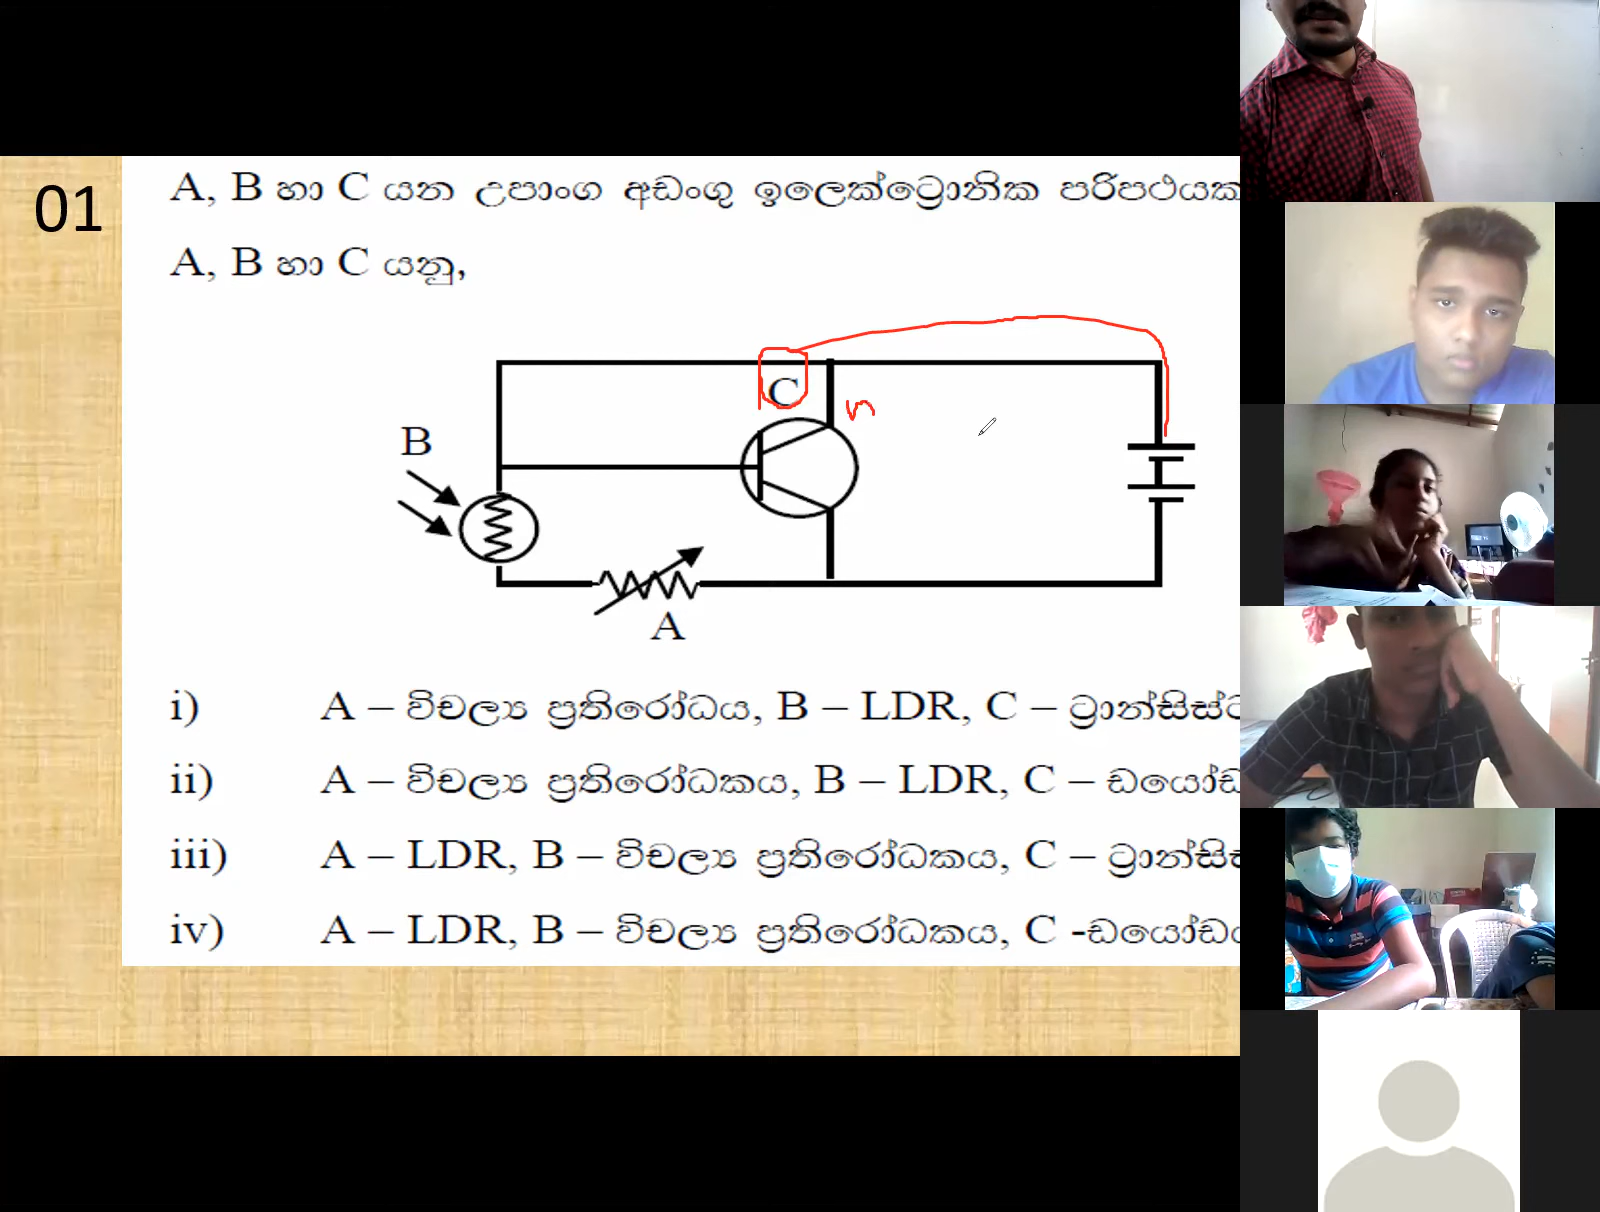 01
A, B හා C යන උපාංග අඩංගු ඉලෙක්ට්‍රොනික පරිපථයක
A, B හා C යනු,
C
n
B
A
i) A – විචල්‍ය ප්‍රතිරෝධය, B – LDR, C – ට්‍රාන්සිස්ට
ii) A – විචල්‍ය ප්‍රතිරෝධකය, B – LDR, C – ඩයෝඩ
iii) A – LDR, B – විචල්‍ය ප්‍රතිරෝධකය, C – ට්‍රාන්සිස
iv) A – LDR, B – විචල්‍ය ප්‍රතිරෝධකය, C -ඩයෝඩය